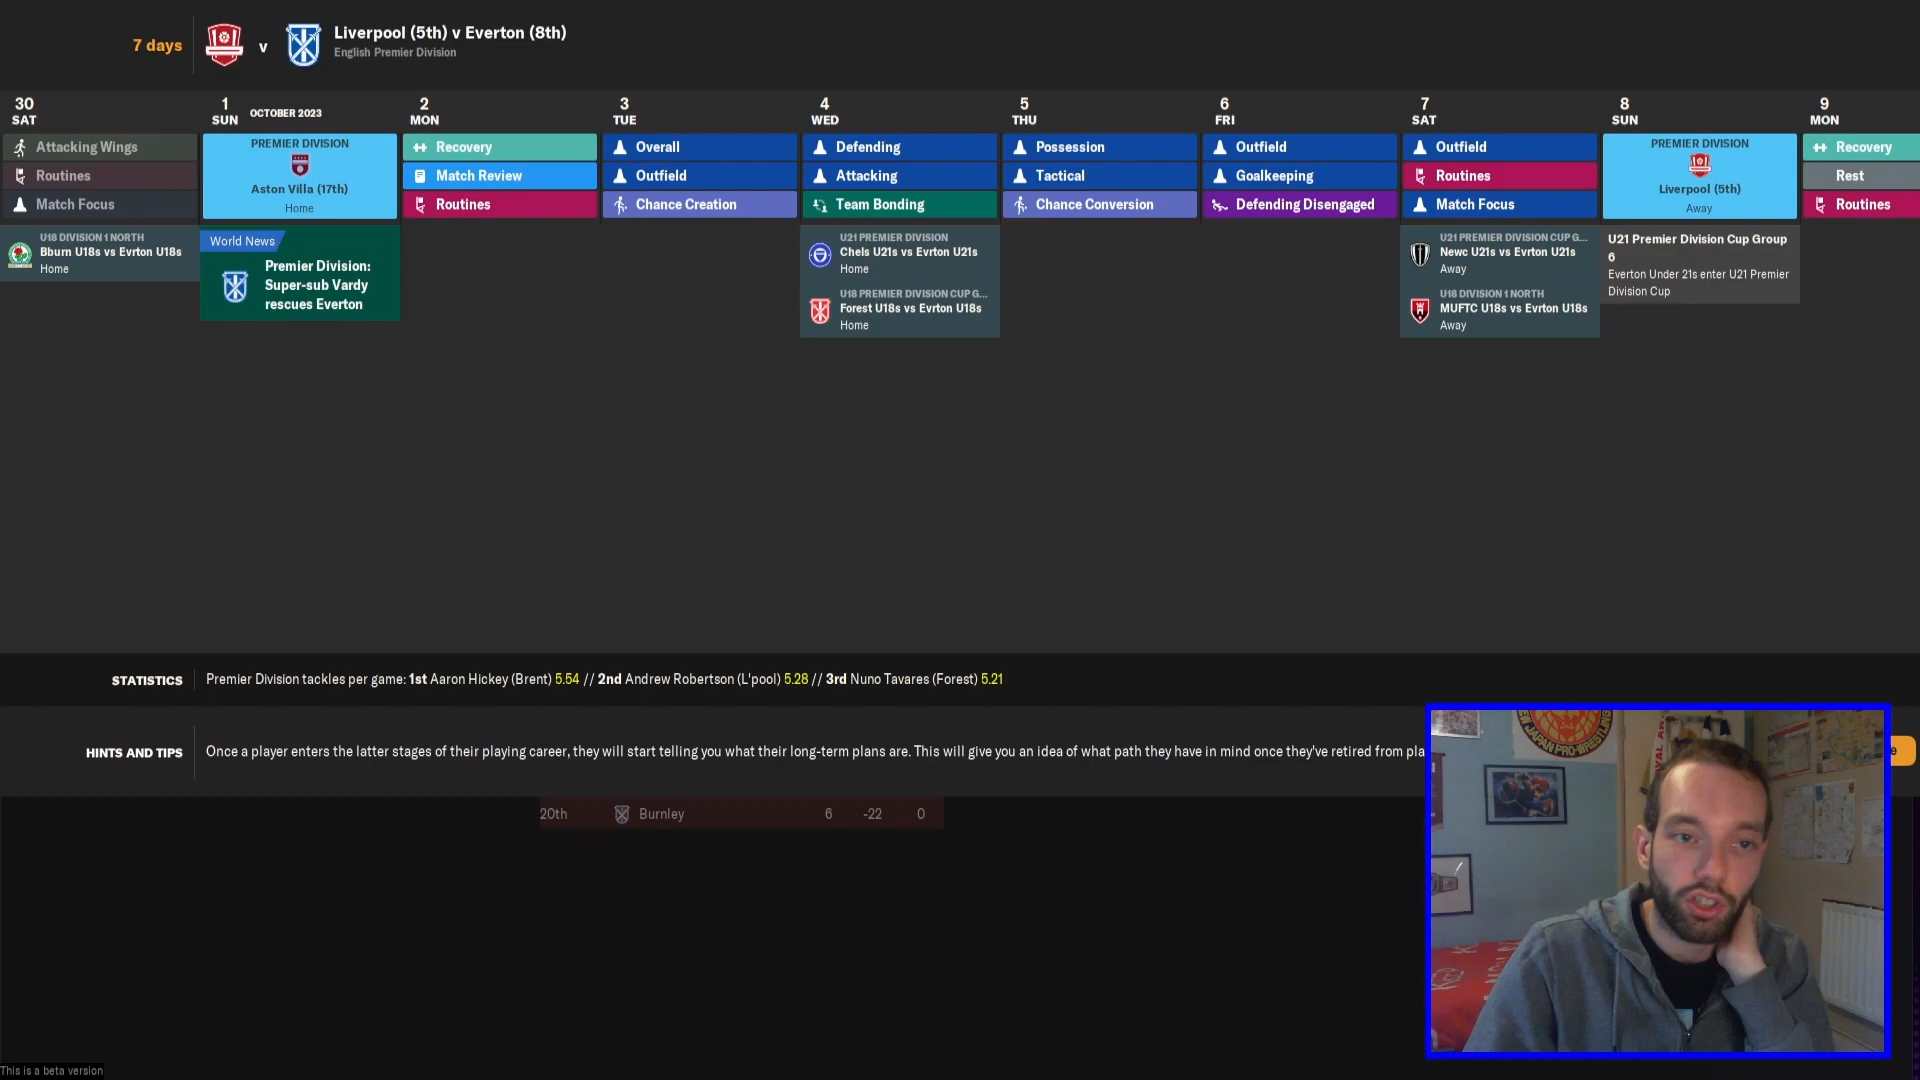 7 days
v
Liverpool (5th) v Everton (8th)
English Premier Division
30
SAT
1
SUN
OCTOBER 2023
2
MON
3
TUE
4
WED
5
THU
6
FRI
7
SAT
8
SUN
9
MON
Attacking Wings
Routines
Match Focus
PREMIER DIVISION
Aston Villa (17th)
Home
Recovery
Match Review
Routines
Overall
Outfield
Chance Creation
Defending
Attacking
Team Bonding
Possession
Tactical
Chance Conversion
Outfield
Goalkeeping
Defending Disengaged
Outfield
Routines
Match Focus
PREMIER DIVISION
Liverpool (5th)
Away
Recovery
Rest
Routines
U18 DIVISION 1 NORTH
Bburn U18s vs Evrton U18s
Home
World News
Premier Division:
Super-sub Vardy
rescues Everton
U21 PREMIER DIVISION
Chels U21s vs Evrton U21s
Home
U18 PREMIER DIVISION CUP G...
Forest U18s vs Evrton U18s
Home
U21 PREMIER DIVISION CUP G...
Newc U21s vs Evrton U21s
Away
U18 DIVISION 1 NORTH
MUFTC U18s vs Evrton U18s
Away
U21 Premier Division Cup Group
6
Everton Under 21s enter U21 Premier
Division Cup
STATISTICS
Premier Division tackles per game: 1st Aaron Hickey (Brent) 5.54 // 2nd Andrew Robertson (L'pool) 5.28 // 3rd Nuno Tavares (Forest) 5.21
HINTS AND TIPS
Once a player enters the latter stages of their playing career, they will start telling you what their long-term plans are. This will give you an idea of what path they have in mind once they've retired from pla
20th Burnley 6 -22 0
This is a beta version